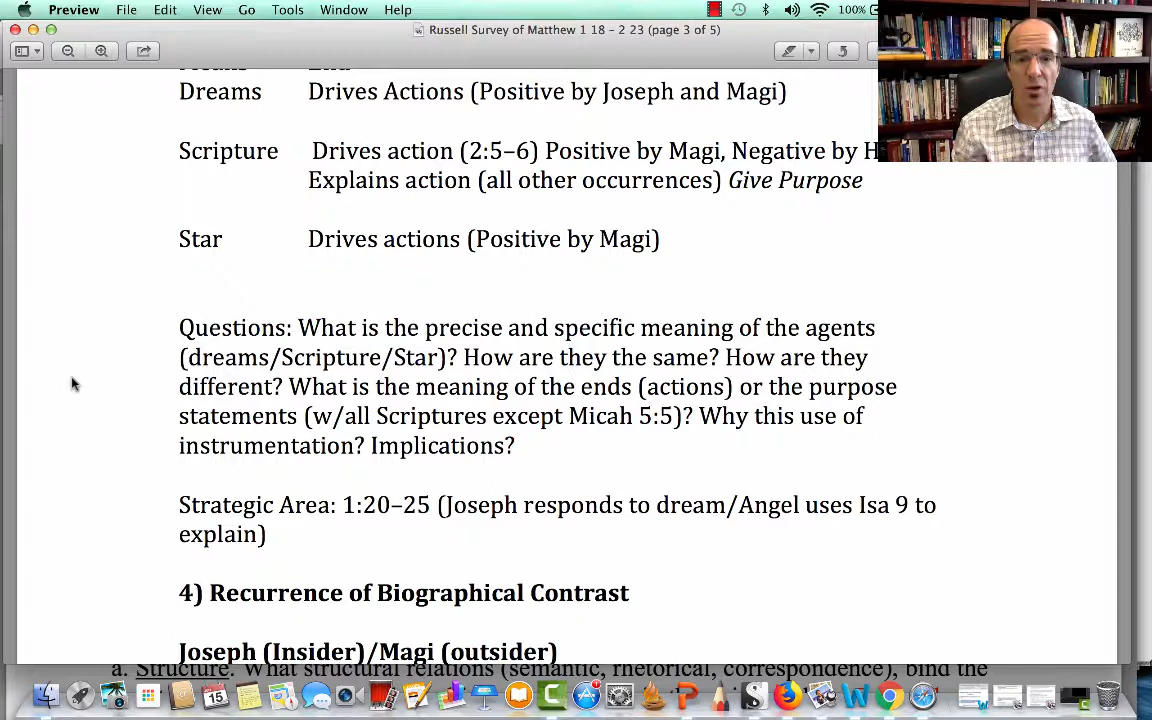 Preview File Edit View Go Tools Window Help 100%
Russell Survey of Matthew 1 18 – 2 23 (page 3 of 5)
Dreams Drives Actions (Positive by Joseph and Magi)
Scripture Drives action (2:5–6) Positive by Magi, Negative by H
Explains action (all other occurrences) Give Purpose
Star Drives actions (Positive by Magi)
Questions: What is the precise and specific meaning of the agents
(dreams/Scripture/Star)? How are they the same? How are they
different? What is the meaning of the ends (actions) or the purpose
statements (w/all Scriptures except Micah 5:5)? Why this use of
instrumentation? Implications?
Strategic Area: 1:20–25 (Joseph responds to dream/Angel uses Isa 9 to
explain)
4) Recurrence of Biographical Contrast
Joseph (Insider)/Magi (outsider)
a. Structure. What structural relations (semantic, rhetorical, correspondence), bind the
15